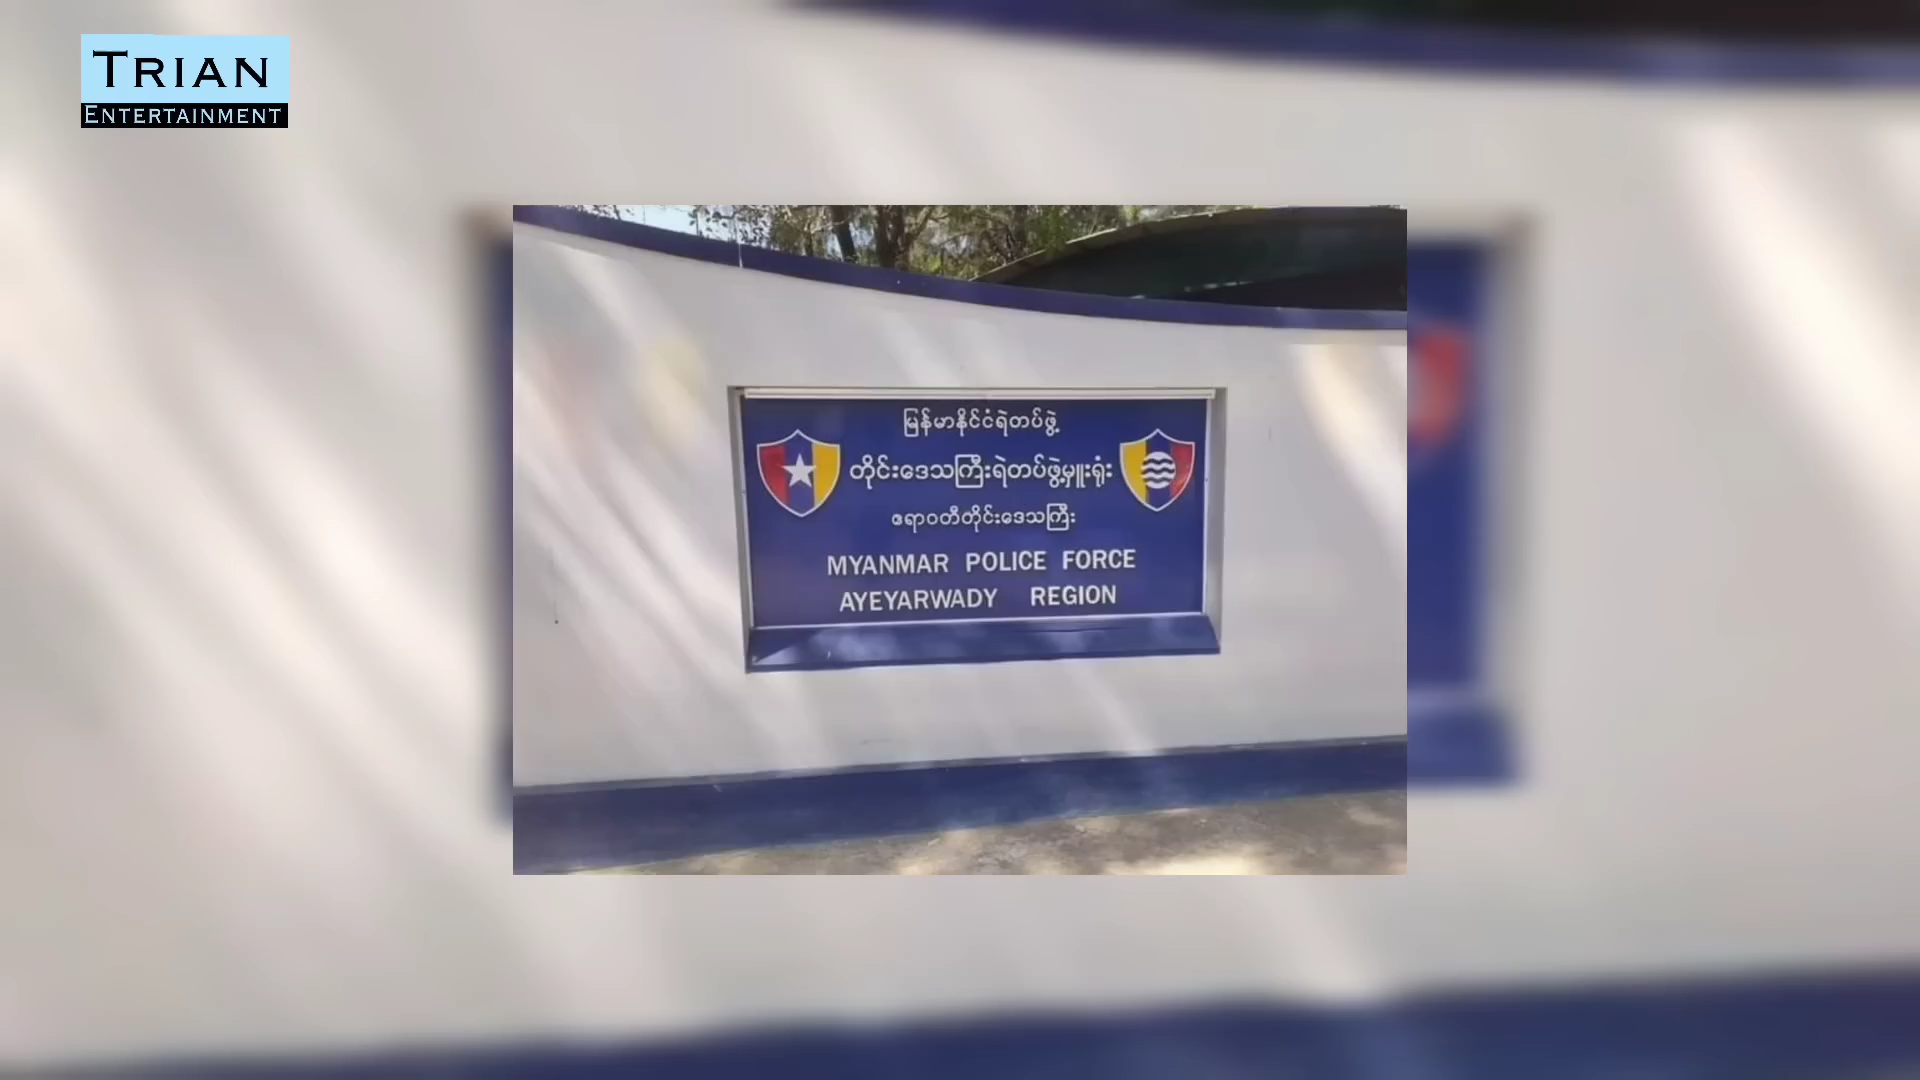 TRIAN
ENTERTAINMENT
မြန်မာနိုင်ငံရဲတပ်ဖွဲ့
တိုင်းဒေသကြီးရဲတပ်ဖွဲ့မှူးရုံး
ဧရာဝတီတိုင်းဒေသကြီး
MYANMAR POLICE FORCE
AYEYARWADY REGION